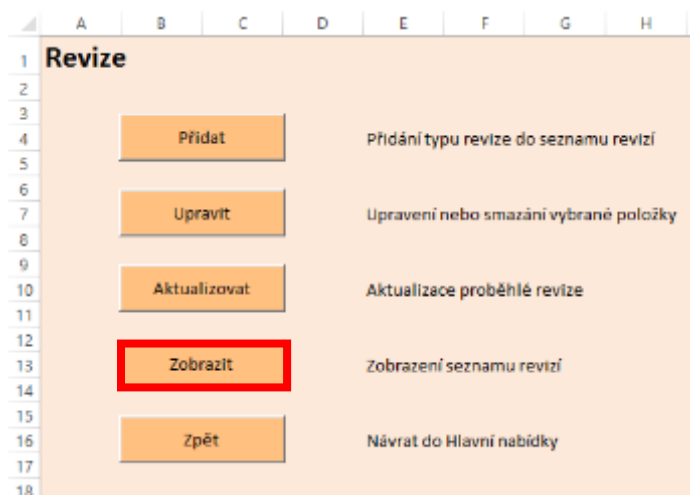 A B C D E F G H
1 Revize
2
3
4 Přidat Přidání typu revize do seznamu revizí
5
6
7 Upravit Upravení nebo smazání vybrané položky
8
9
10 Aktualizovat Aktualizace proběhlé revize
11
12
13 Zobrazit Zobrazení seznamu revizí
14
15
16 Zpět Návrat do Hlavní nabídky
17
18